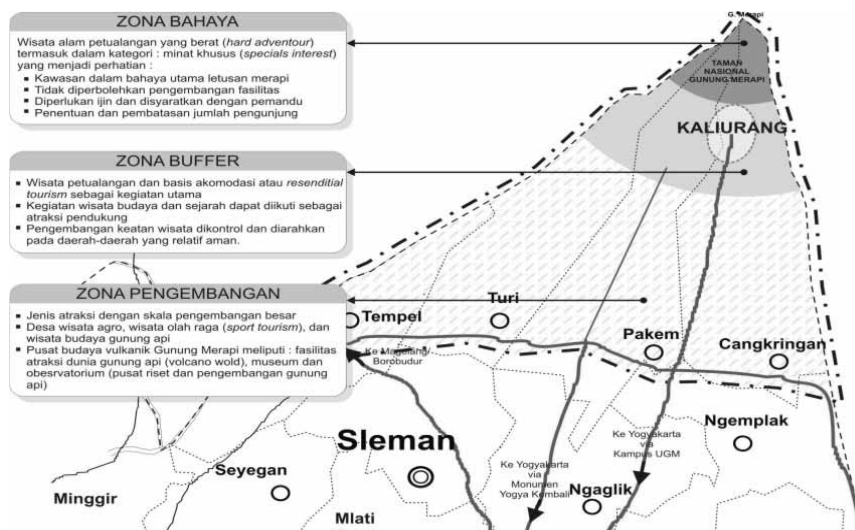 ZONA BAHAYA
Wisata alam petualangan yang berat (hard adventour)
termasuk dalam kategori : minat khusus (specials interest)
yang menjadi perhatian :
▪ Kawasan dalam bahaya utama letusan merapi
▪ Tidak diperbolehkan pengembangan fasilitas
▪ Diperlukan ijin dan disyaratkan dengan pemandu
▪ Penentuan dan pembatasan jumlah pengunjung
ZONA BUFFER
▪ Wisata petualangan dan basis akomodasi atau resenditial
tourism sebagai kegiatan utama
▪ Kegiatan wisata budaya dan sejarah dapat diikuti sebagai
atraksi pendukung
▪ Pengembangan keatan wisata dikontrol dan diarahkan
pada daerah-daerah yang relatif aman.
ZONA PENGEMBANGAN
▪ Jenis atraksi dengan skala pengembangan besar
▪ Desa wisata agro, wisata olah raga (sport tourism), dan
wisata budaya gunung api
▪ Pusat budaya vulkanik Gunung Merapi meliputi : fasilitas
atraksi dunia gunung api (volcano wold), museum dan
obesrvatorium (pusat riset dan pengembangan gunung
api)
G. Merapi
TAMAN
NASIONAL
GUNUNG MERAPI
KALIURANG
Tempel
Turi
Pakem
Cangkringan
Ke Magelang/
Borobudur
Sleman
Ngemplak
Ke Yogyakarta
via
Kampus UGM
Seyegan
Ke Yogyakarta
via
Monumen
Yogya Kembali
Ngaglik
Minggir
Mlati